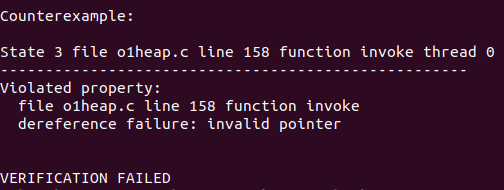 Counterexample:
State 3 file o1heap.c line 158 function invoke thread 0
----------------------------------------------------
Violated property:
file o1heap.c line 158 function invoke
dereference failure: invalid pointer
VERIFICATION FAILED